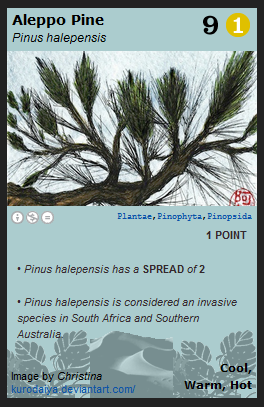 Aleppo Pine
Pinus halepensis
9 1
Plantae, Pinophyta, Pinopsida
1 POINT
• Pinus halepensis has a SPREAD of 2
• Pinus halepensis is considered an invasive
species in South Africa and Southern
Australia.
Image by Christina
kurodaiya.deviantart.com/
Cool,
Warm, Hot